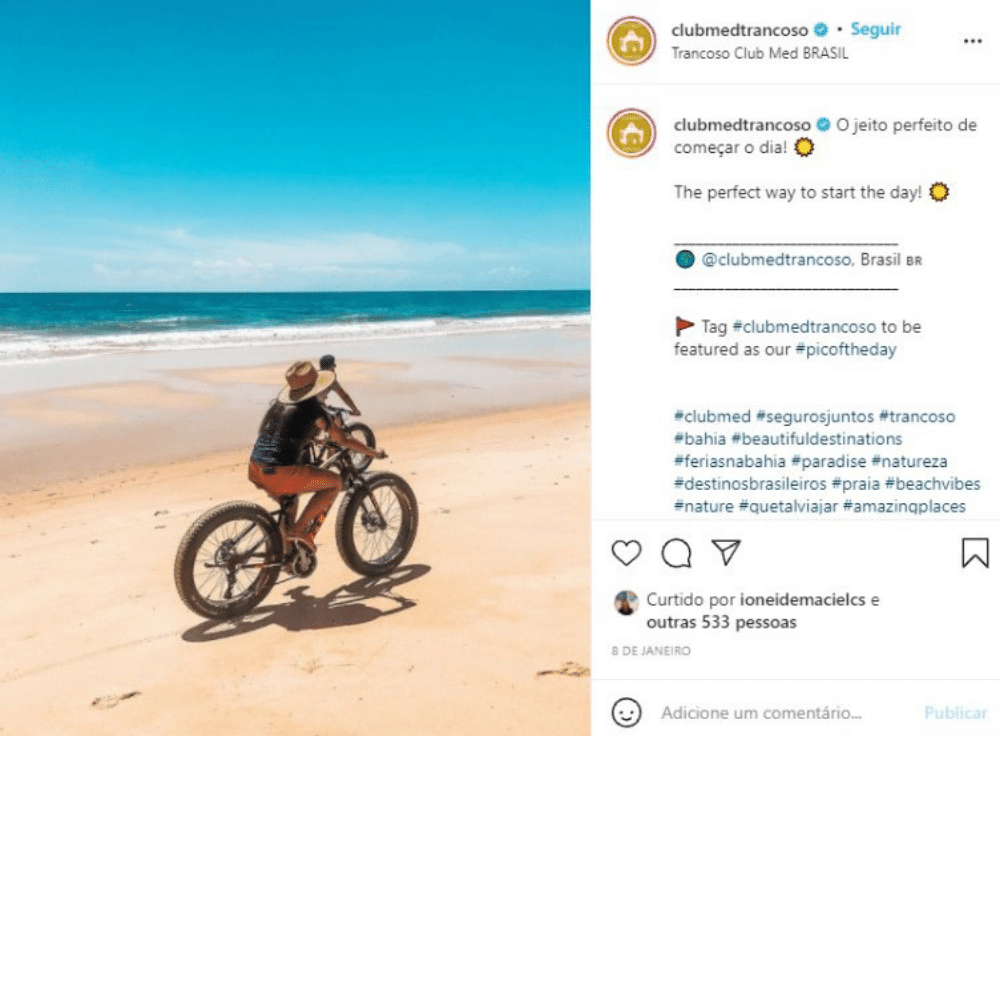 clubmedtrancoso • Seguir
Trancoso Club Med BRASIL
clubmedtrancoso O jeito perfeito de
começar o dia!
The perfect way to start the day!
______________________________
@clubmedtrancoso, Brasil BR
______________________________
Tag #clubmedtrancoso to be
featured as our #picoftheday
#clubmed #segurosjuntos #trancoso
#bahia #beautifuldestinations
#feriasnabahia #paradise #natureza
#destinosbrasileiros #praia #beachvibes
#nature #quetalviajar #amazingplaces
Curtido por ioneidemacielcs e
outras 533 pessoas
8 DE JANEIRO
Adicione um comentário... Publicar